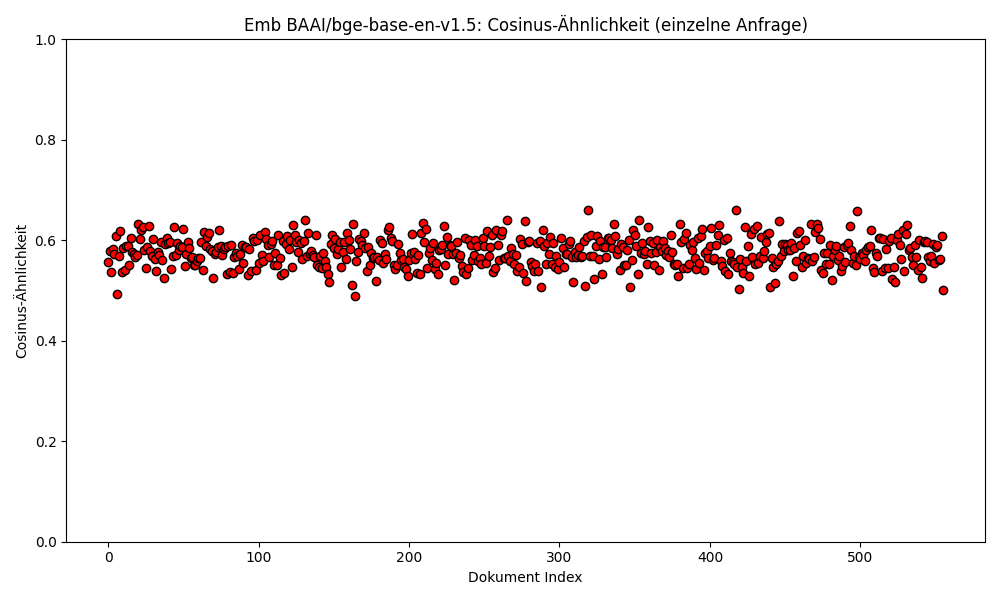 Emb BAAI/bge-base-en-v1.5: Cosinus-Ähnlichkeit (einzelne Anfrage)
1.0
0.8
0.6
0.4
0.2
0.0
Cosinus-Ähnlichkeit
0 100 200 300 400 500
Dokument Index